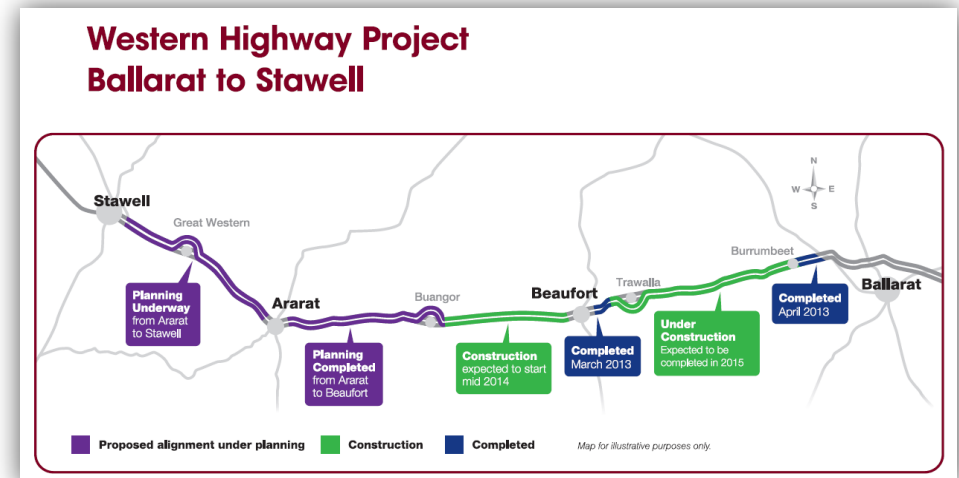 Western Highway Project
Ballarat to Stawell
N
W
E
S
Stawell
Great Western
Burrumbeet
Planning
Underway
from Ararat
to Stawell
Ararat
Buangor
Beaufort
Trawalla
Completed
April 2013
Ballarat
Planning
Completed
from Ararat
to Beaufort
Construction
expected to start
mid 2014
Completed
March 2013
Under
Construction
Expected to be
completed in 2015
Proposed alignment under planning
Construction
Completed
Map for illustrative purposes only.